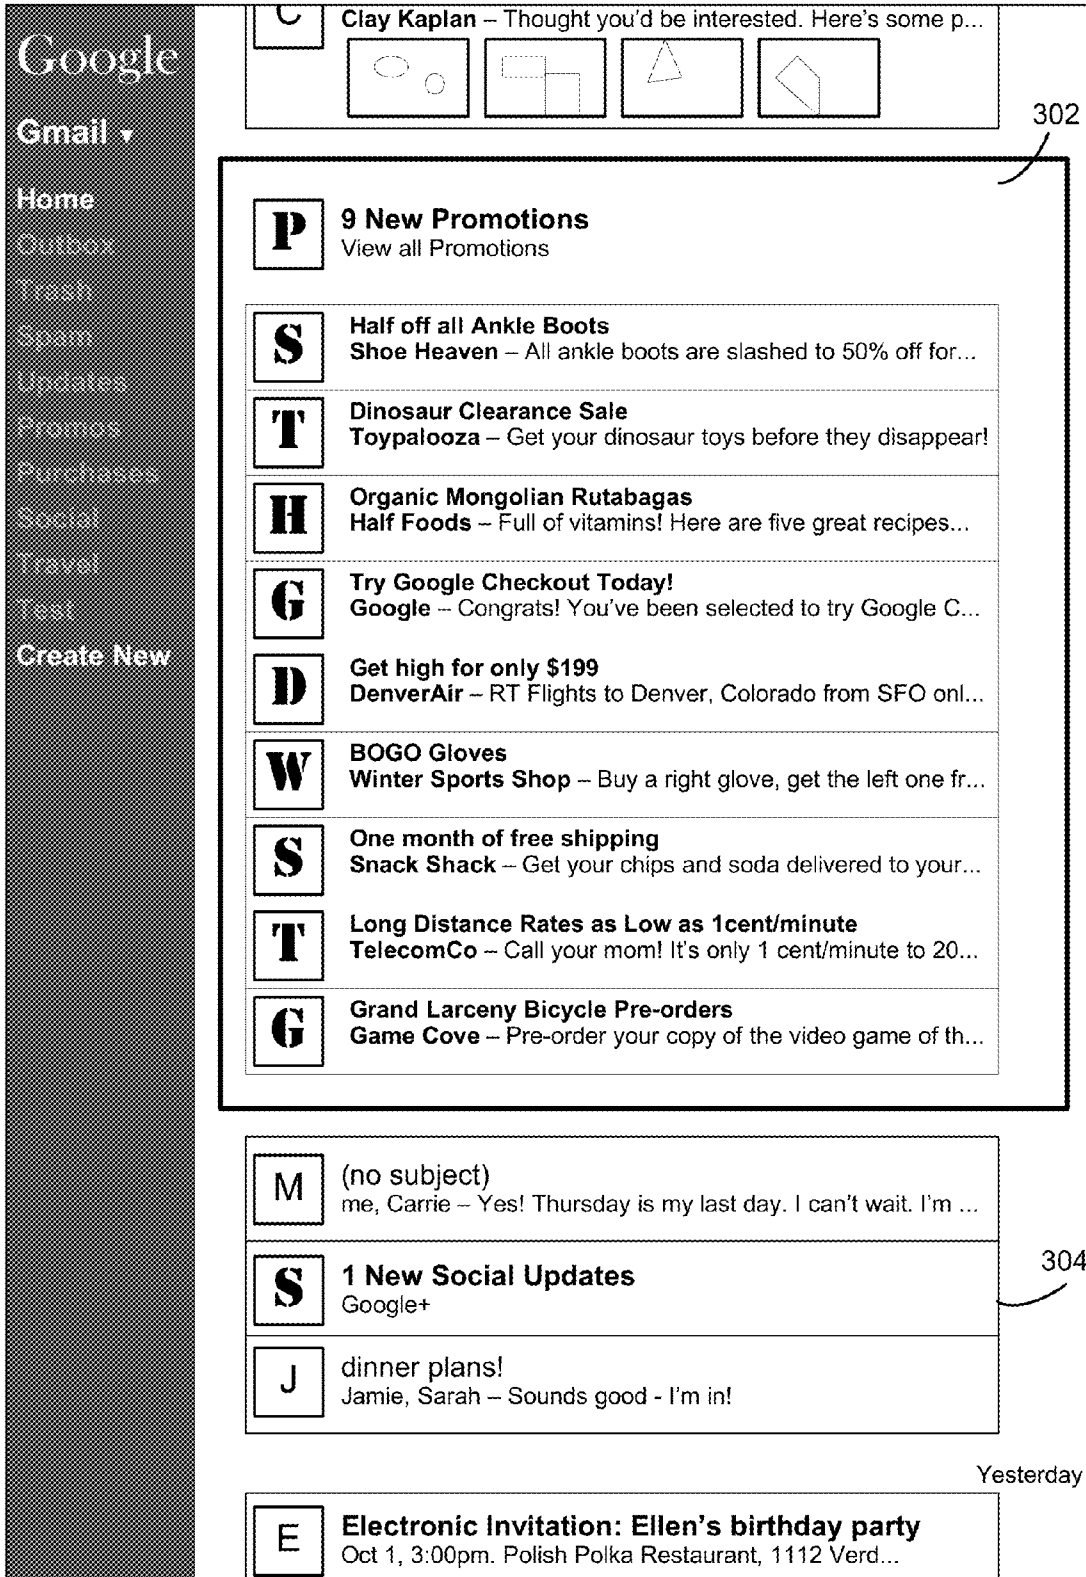 Google
Gmail ▾
Home
Outbox
Trash
Spam
Updates
Promos
Purchases
Social
Travel
Test
Create New
C
Clay Kaplan – Thought you'd be interested. Here's some p...
302
P
9 New Promotions
View all Promotions
S
Half off all Ankle Boots
Shoe Heaven – All ankle boots are slashed to 50% off for...
T
Dinosaur Clearance Sale
Toypalooza – Get your dinosaur toys before they disappear!
H
Organic Mongolian Rutabagas
Half Foods – Full of vitamins! Here are five great recipes...
G
Try Google Checkout Today!
Google – Congrats! You've been selected to try Google C...
D
Get high for only $199
DenverAir – RT Flights to Denver, Colorado from SFO onl...
W
BOGO Gloves
Winter Sports Shop – Buy a right glove, get the left one fr...
S
One month of free shipping
Snack Shack – Get your chips and soda delivered to your...
T
Long Distance Rates as Low as 1cent/minute
TelecomCo – Call your mom! It's only 1 cent/minute to 20...
G
Grand Larceny Bicycle Pre-orders
Game Cove – Pre-order your copy of the video game of th...
M
(no subject)
me, Carrie – Yes! Thursday is my last day. I can't wait. I'm ...
S
1 New Social Updates
Google+
304
J
dinner plans!
Jamie, Sarah – Sounds good - I'm in!
Yesterday
E
Electronic Invitation: Ellen's birthday party
Oct 1, 3:00pm. Polish Polka Restaurant, 1112 Verd...